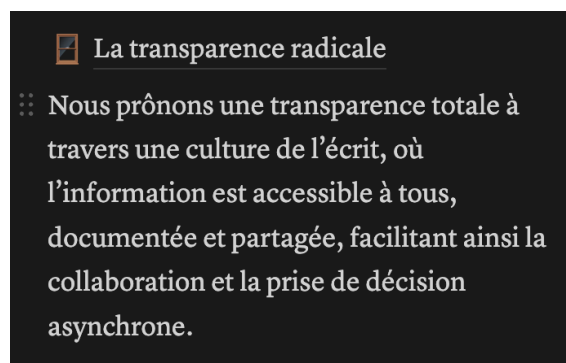 La transparence radicale
Nous prônons une transparence totale à
travers une culture de l’écrit, où
l’information est accessible à tous,
documentée et partagée, facilitant ainsi la
collaboration et la prise de décision
asynchrone.